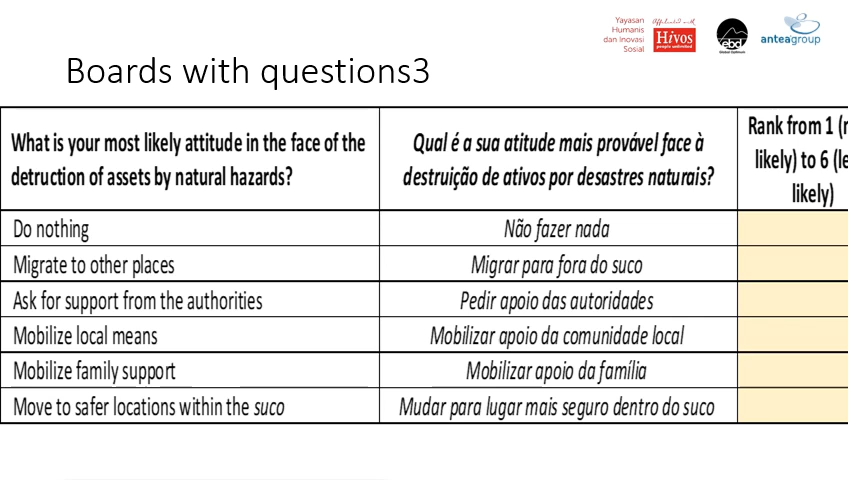 Yayasan
Humanis
dan Inovasi
Sosial
affiliated with
Hivos
people unlimited
ebd
Global Optimum
anteagroup
Boards with questions3
What is your most likely attitude in the face of the
detruction of assets by natural hazards?
Qual é a sua atitude mais provável face à
destruição de ativos por desastres naturais?
Rank from 1 (
likely) to 6 (le
likely)
Do nothing
Não fazer nada
Migrate to other places
Migrar para fora do suco
Ask for support from the authorities
Pedir apoio das autoridades
Mobilize local means
Mobilizar apoio da comunidade local
Mobilize family support
Mobilizar apoio da família
Move to safer locations within the suco
Mudar para lugar mais seguro dentro do suco